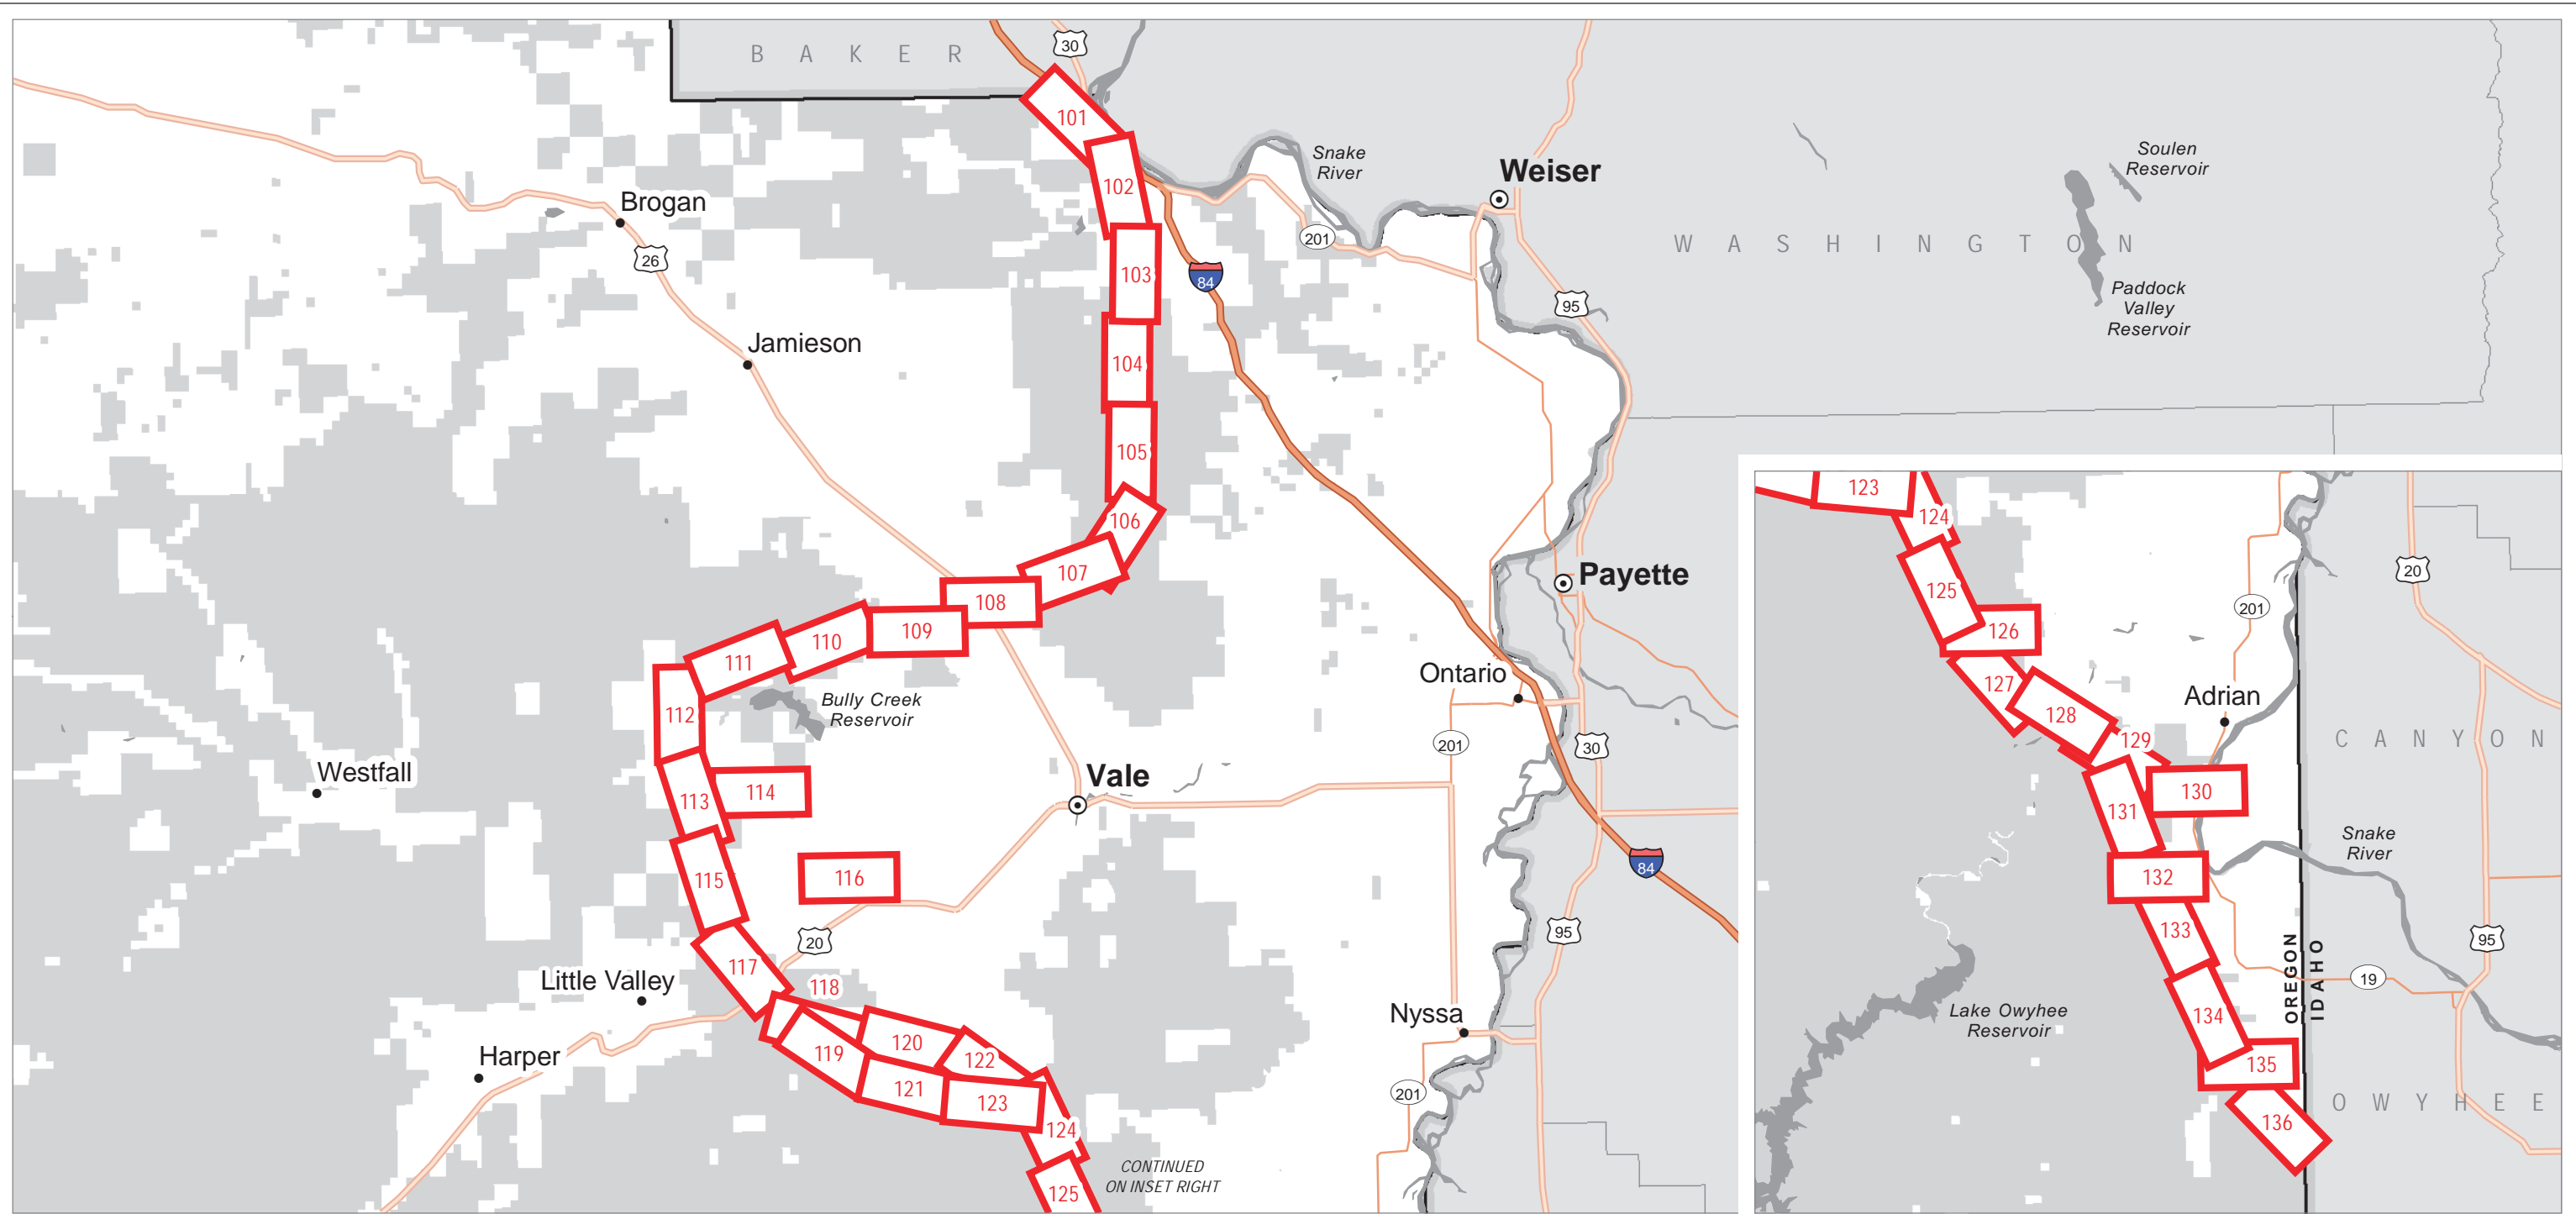 BAKER
30
101
Snake
River
Weiser
Soulen
Reservoir
102
Brogan
201
WASHINGTON
26
103
84
Paddock
Valley
Reservoir
95
Jamieson
104
105
106
107
Payette
108
109
110
111
Ontario
Bully Creek
Reservoir
112
201
30
Westfall
Vale
113
114
84
115
116
95
20
117
Little Valley
118
Nyssa
Harper
119
120
122
121
123
201
124
CONTINUED
ON INSET RIGHT
125
123
124
20
125
201
126
127
Adrian
128
129
CANYON
130
131
Snake
River
132
133
95
OREGON
IDAHO
19
Lake Owyhee
Reservoir
134
135
OWYHEE
136